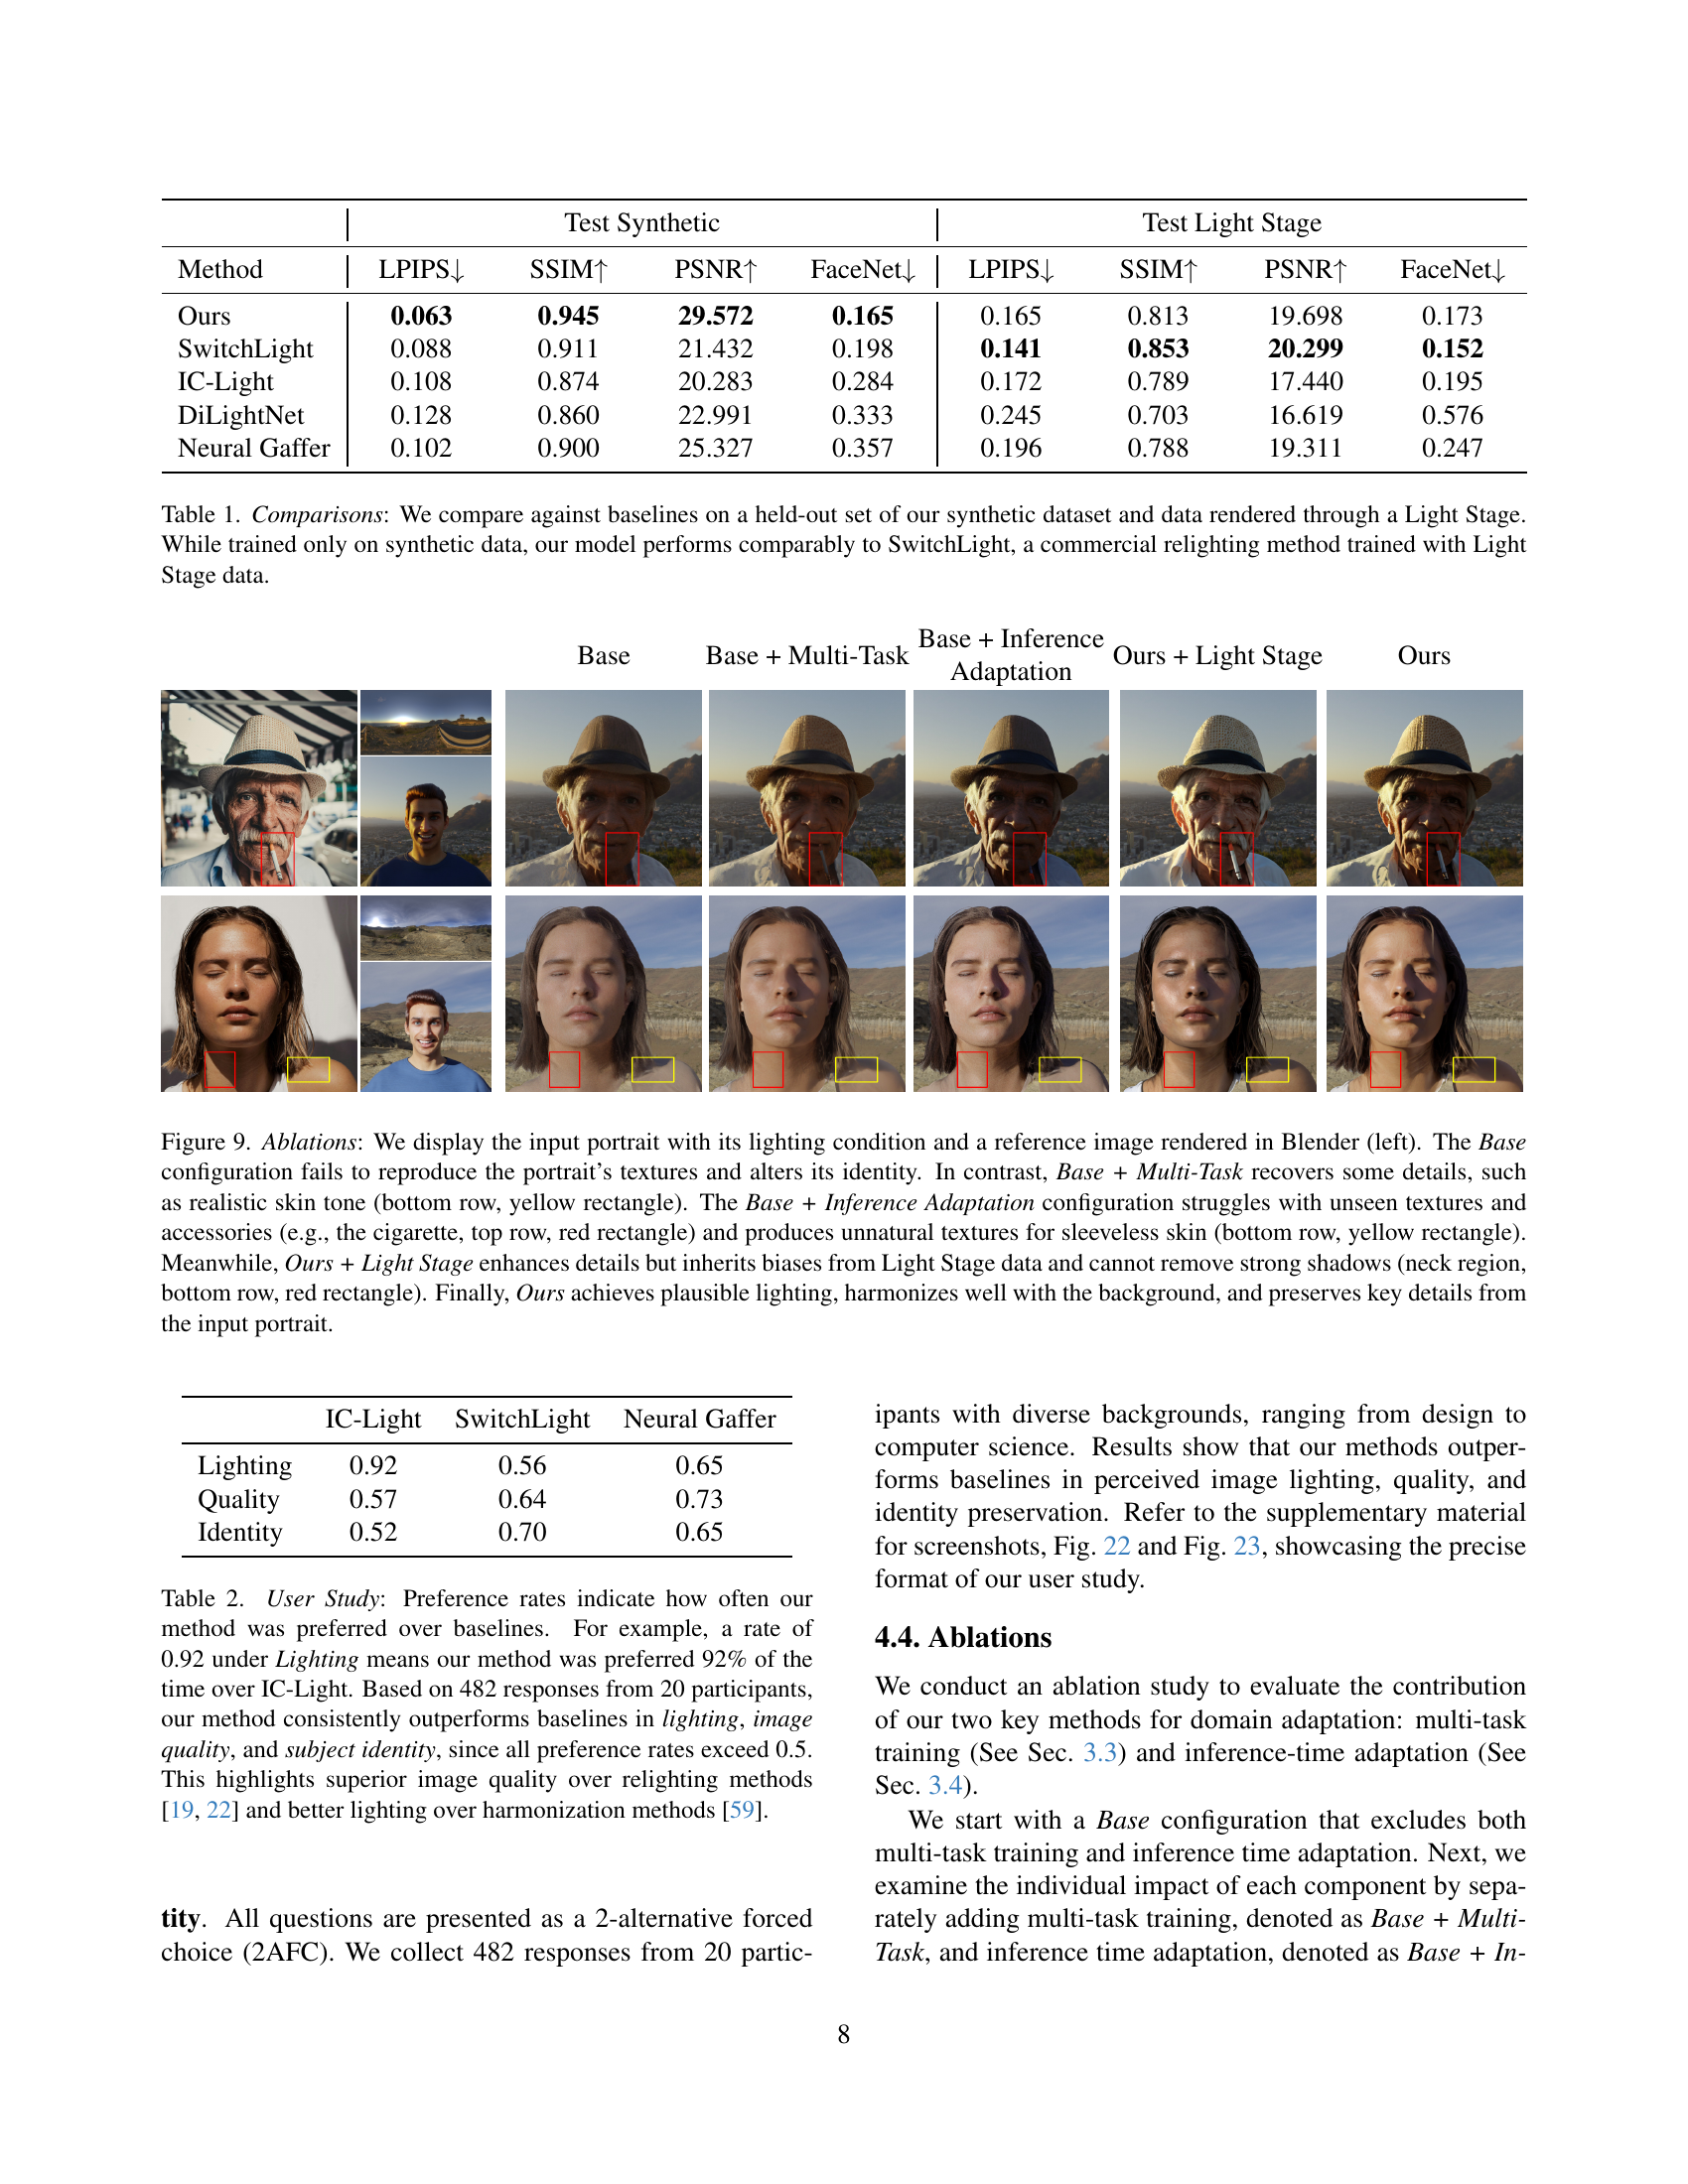 Test Synthetic Test Light Stage
Method LPIPS↓ SSIM↑ PSNR↑ FaceNet↓ LPIPS↓ SSIM↑ PSNR↑ FaceNet↓
Ours 0.063 0.945 29.572 0.165 0.165 0.813 19.698 0.173
SwitchLight 0.088 0.911 21.432 0.198 0.141 0.853 20.299 0.152
IC-Light 0.108 0.874 20.283 0.284 0.172 0.789 17.440 0.195
DiLightNet 0.128 0.860 22.991 0.333 0.245 0.703 16.619 0.576
Neural Gaffer 0.102 0.900 25.327 0.357 0.196 0.788 19.311 0.247
Table 1. Comparisons: We compare against baselines on a held-out set of our synthetic dataset and data rendered through a Light Stage.
While trained only on synthetic data, our model performs comparably to SwitchLight, a commercial relighting method trained with Light
Stage data.
Base Base + Multi-Task Base + Inference
Adaptation Ours + Light Stage Ours
Figure 9. Ablations: We display the input portrait with its lighting condition and a reference image rendered in Blender (left). The Base
configuration fails to reproduce the portrait's textures and alters its identity. In contrast, Base + Multi-Task recovers some details, such
as realistic skin tone (bottom row, yellow rectangle). The Base + Inference Adaptation configuration struggles with unseen textures and
accessories (e.g., the cigarette, top row, red rectangle) and produces unnatural textures for sleeveless skin (bottom row, yellow rectangle).
Meanwhile, Ours + Light Stage enhances details but inherits biases from Light Stage data and cannot remove strong shadows (neck region,
bottom row, red rectangle). Finally, Ours achieves plausible lighting, harmonizes well with the background, and preserves key details from
the input portrait.
IC-Light SwitchLight Neural Gaffer
Lighting 0.92 0.56 0.65
Quality 0.57 0.64 0.73
Identity 0.52 0.70 0.65
Table 2. User Study: Preference rates indicate how often our
method was preferred over baselines. For example, a rate of
0.92 under Lighting means our method was preferred 92% of the
time over IC-Light. Based on 482 responses from 20 participants,
our method consistently outperforms baselines in lighting, image
quality, and subject identity, since all preference rates exceed 0.5.
This highlights superior image quality over relighting methods
[19, 22] and better lighting over harmonization methods [59].
tity. All questions are presented as a 2-alternative forced
choice (2AFC). We collect 482 responses from 20 partic-
ipants with diverse backgrounds, ranging from design to
computer science. Results show that our methods outper-
forms baselines in perceived image lighting, quality, and
identity preservation. Refer to the supplementary material
for screenshots, Fig. 22 and Fig. 23, showcasing the precise
format of our user study.
4.4. Ablations
We conduct an ablation study to evaluate the contribution
of our two key methods for domain adaptation: multi-task
training (See Sec. 3.3) and inference-time adaptation (See
Sec. 3.4).
We start with a Base configuration that excludes both
multi-task training and inference time adaptation. Next, we
examine the individual impact of each component by sepa-
rately adding multi-task training, denoted as Base + Multi-
Task, and inference time adaptation, denoted as Base + In-
8